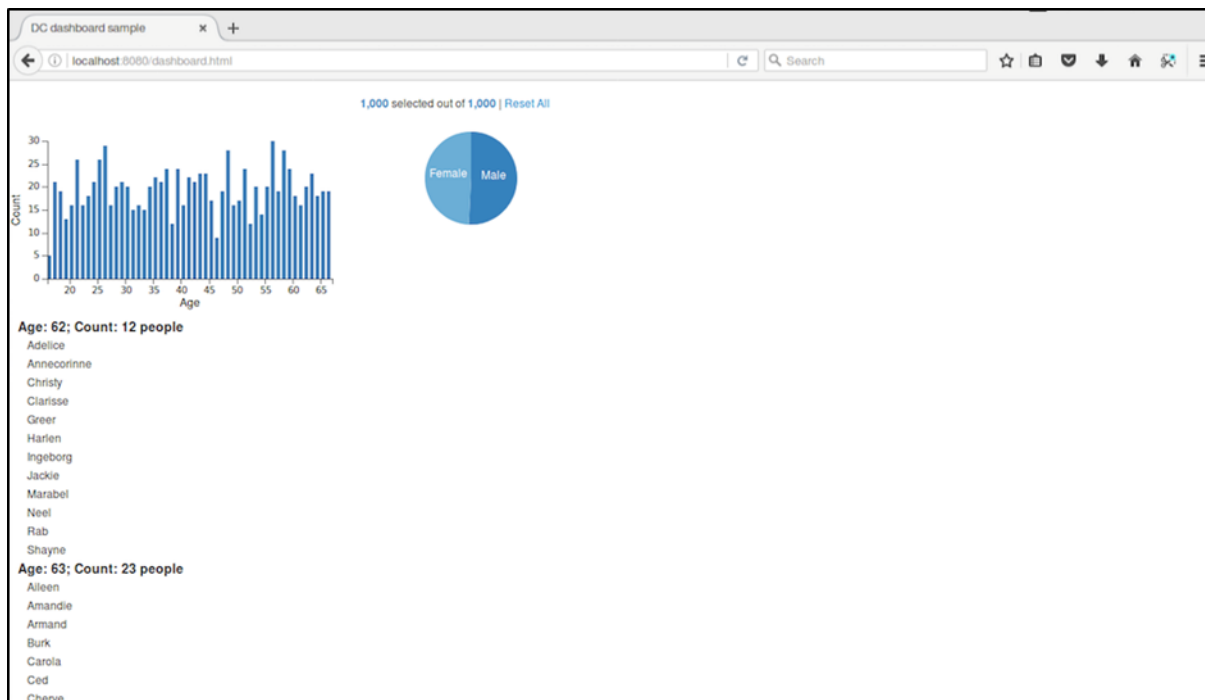 DC dashboard sample
localhost:8080/dashboard.html
Search
1,000 selected out of 1,000 | Reset All
30
25
20
15
10
5
0
Count
20 25 30 35 40 45 50 55 60 65
Age
Female Male
Age: 62; Count: 12 people
Adelice
Annecorinne
Christy
Clarisse
Greer
Harlen
Ingeborg
Jackie
Marabel
Neel
Rab
Shayne
Age: 63; Count: 23 people
Aileen
Amandie
Armand
Burk
Carola
Ced